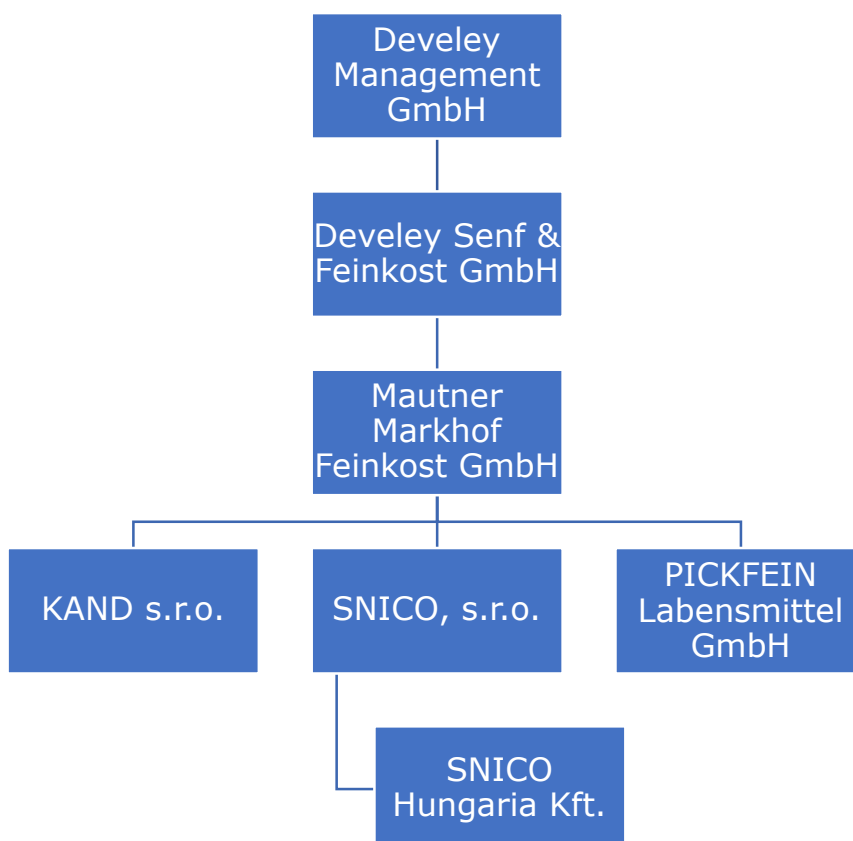 Develey
Management
GmbH
Develey Senf &
Feinkost GmbH
Mautner
Markhof
Feinkost GmbH
KAND s.r.o.
SNICO, s.r.o.
PICKFEIN
Labensmittel
GmbH
SNICO
Hungaria Kft.